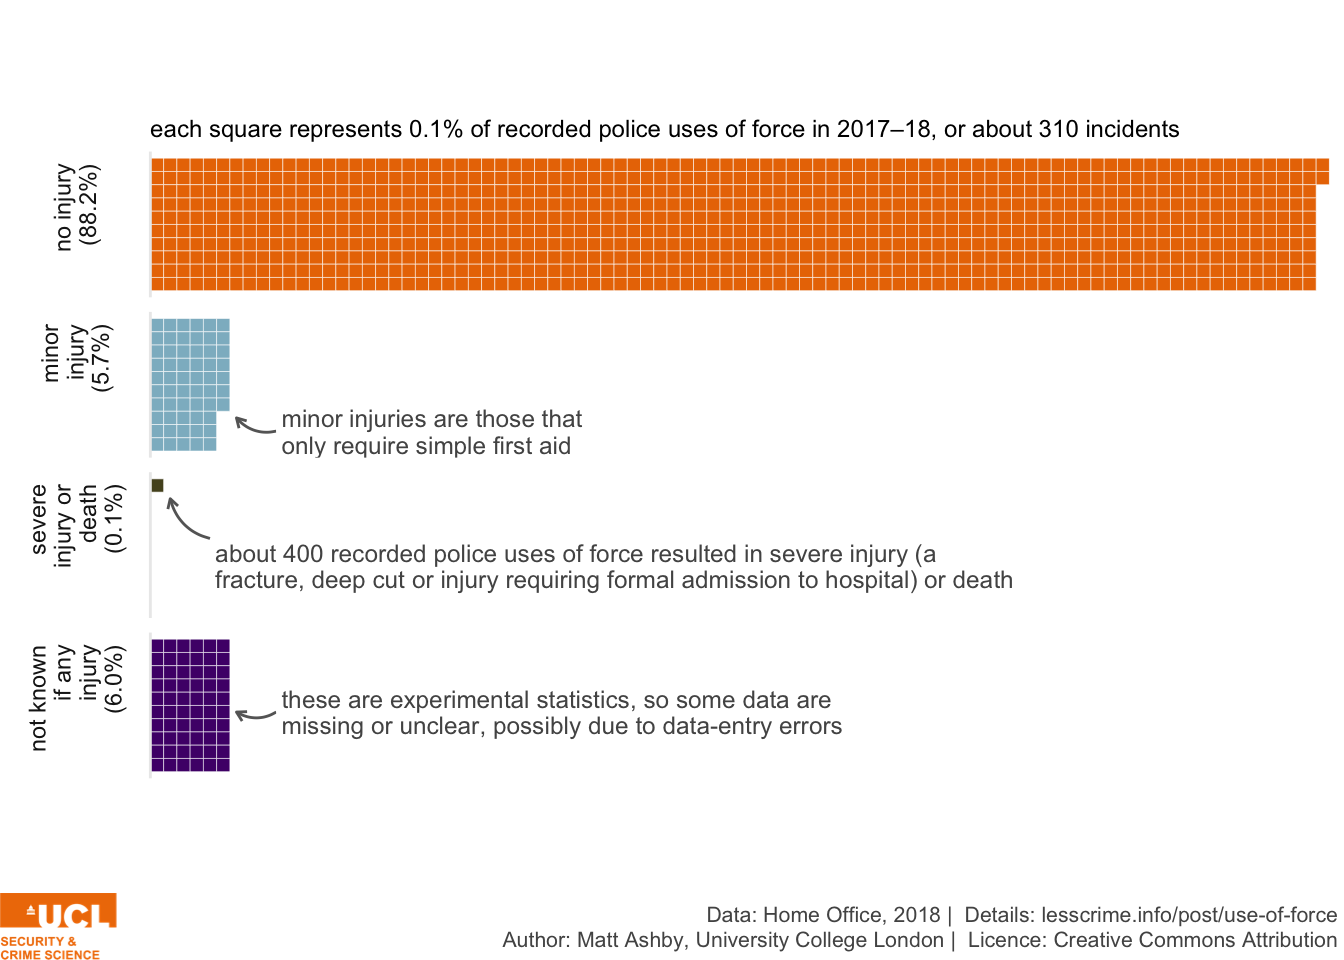 each square represents 0.1% of recorded police uses of force in 2017–18, or about 310 incidents
no injury
(88.2%)
minor
injury
(5.7%)
minor injuries are those that
only require simple first aid
severe
injury or
death
(0.1%)
about 400 recorded police uses of force resulted in severe injury (a
fracture, deep cut or injury requiring formal admission to hospital) or death
not known
if any
injury
(6.0%)
these are experimental statistics, so some data are
missing or unclear, possibly due to data-entry errors
UCL
SECURITY &
CRIME SCIENCE
Data: Home Office, 2018 | Details: lesscrime.info/post/use-of-force
Author: Matt Ashby, University College London | Licence: Creative Commons Attribution